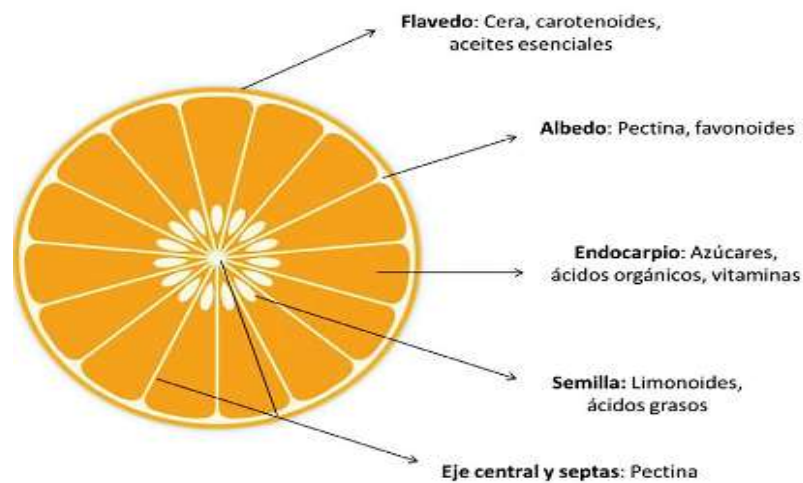 Flavedo: Cera, carotenoides,
aceites esenciales
Albedo: Pectina, favonoides
Endocarpio: Azúcares,
ácidos orgánicos, vitaminas
Semilla: Limonoides,
ácidos grasos
Eje central y septas: Pectina